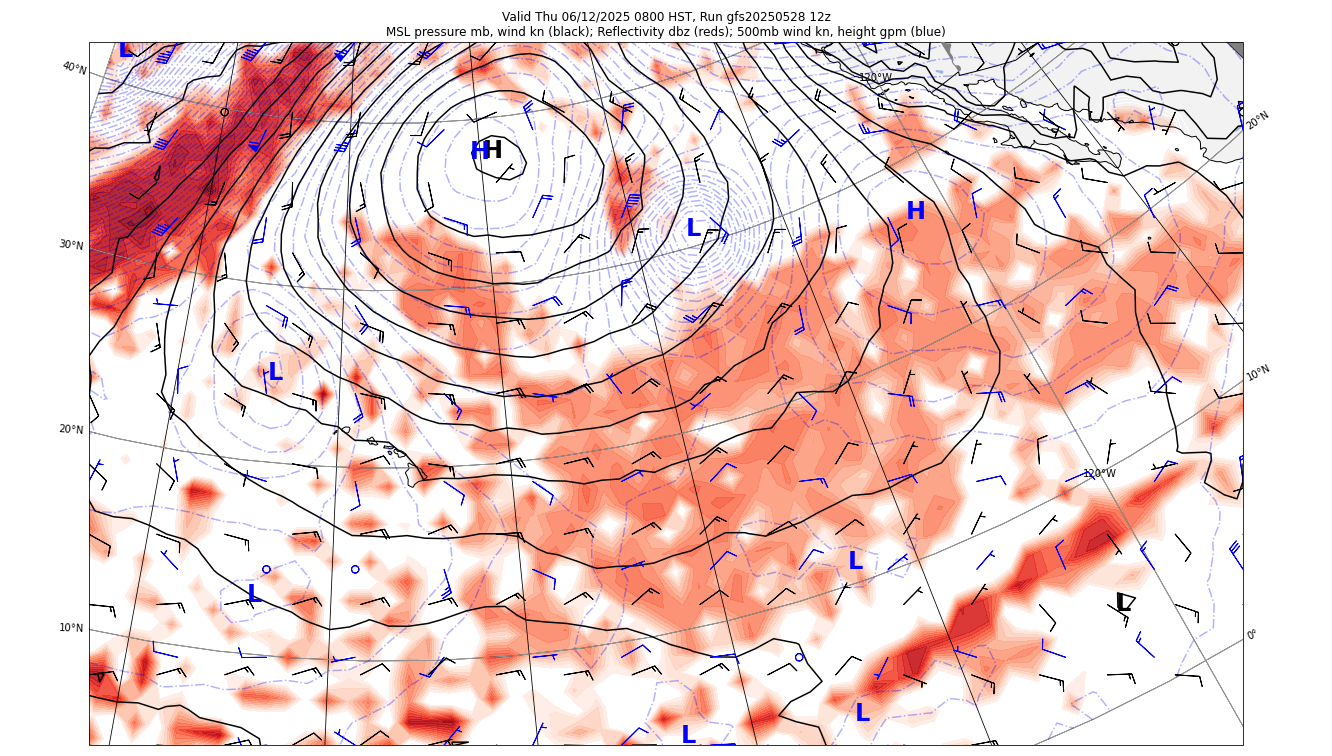 Valid Thu 06/12/2025 0800 HST, Run gfs20250528 12z
MSL pressure mb, wind kn (black); Reflectivity dbz (reds); 500mb wind kn, height gpm (blue)
L
40°N
120°W
20°N
H
H
H
L
30°N
L
10°N
20°N
120°W
L
L
L
10°N
0°
L
L